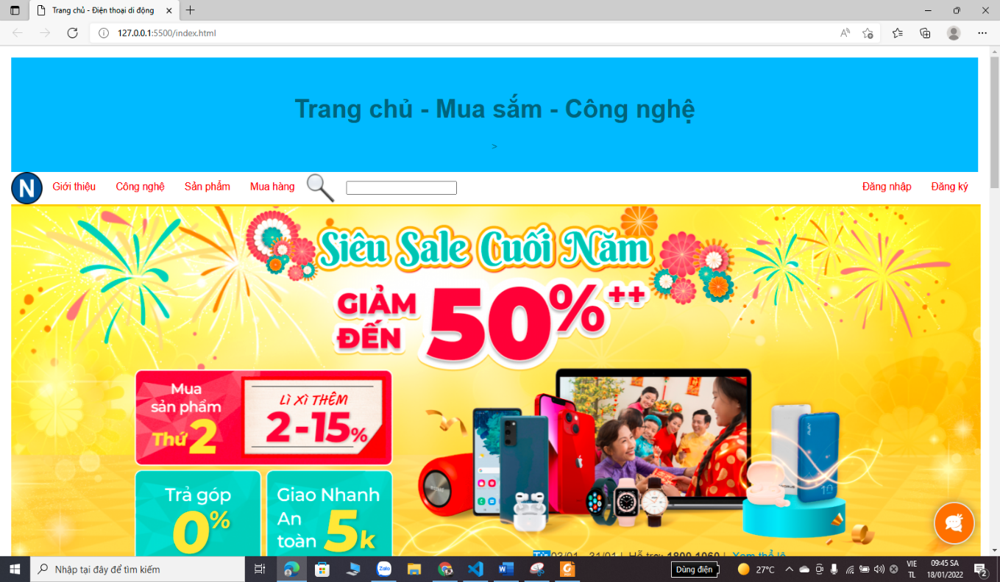 Trang chủ - Điện thoại di động
127.0.0.1:5500/index.html
Trang chủ - Mua sắm - Công nghệ
>
N Giới thiệu Công nghệ Sản phẩm Mua hàng Đăng nhập Đăng ký
Siêu Sale Cuối Năm
GIẢM ĐẾN 50%++
Mua
sản phẩm
Thứ 2
LÌ XÌ THÊM
2-15%
Trả góp
0%
Giao Nhanh
An
toàn 5k
Từ 03/01 - 31/01 | Hỗ trợ 1800.1060 | Xem thể lệ
Nhập tại đây để tìm kiếm
Zalo
Dùng điện
27°C
VIE
TL
09:45 SA
18/01/2022
2